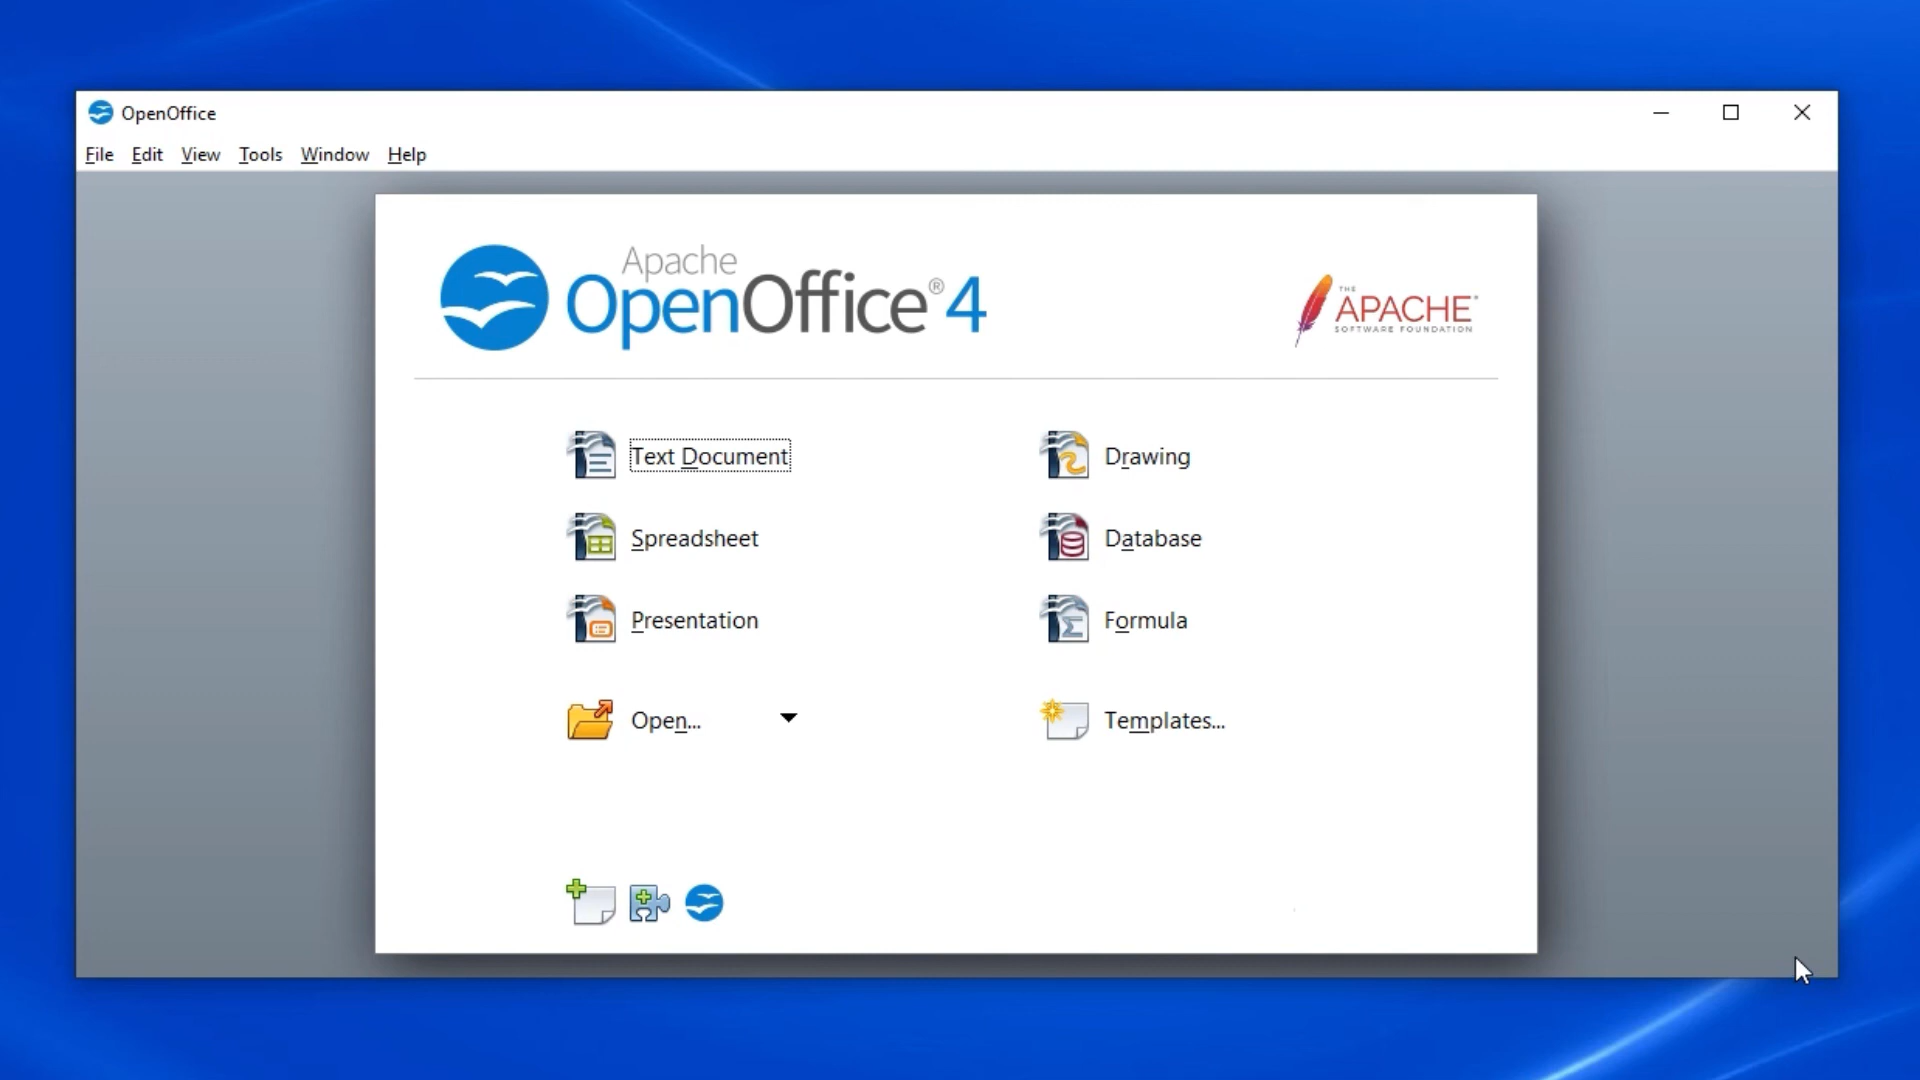 OpenOffice
File Edit View Tools Window Help
Apache
OpenOffice® 4
THE
APACHE®
SOFTWARE FOUNDATION
Text Document
Drawing
Spreadsheet
Database
Presentation
Formula
Open...
Templates...